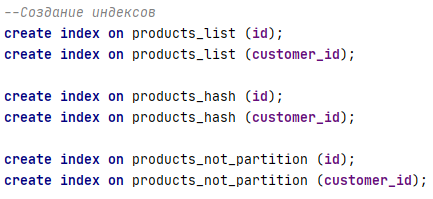 --Создание индексов
create index on products_list (id);
create index on products_list (customer_id);
create index on products_hash (id);
create index on products_hash (customer_id);
create index on products_not_partition (id);
create index on products_not_partition (customer_id);